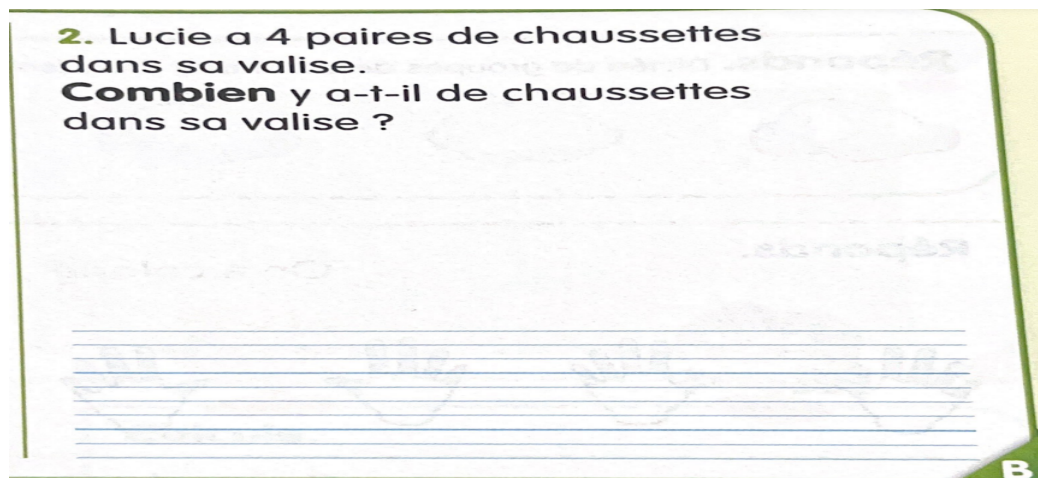 2. Lucie a 4 paires de chaussettes
dans sa valise.
Combien y a-t-il de chaussettes
dans sa valise ?
B